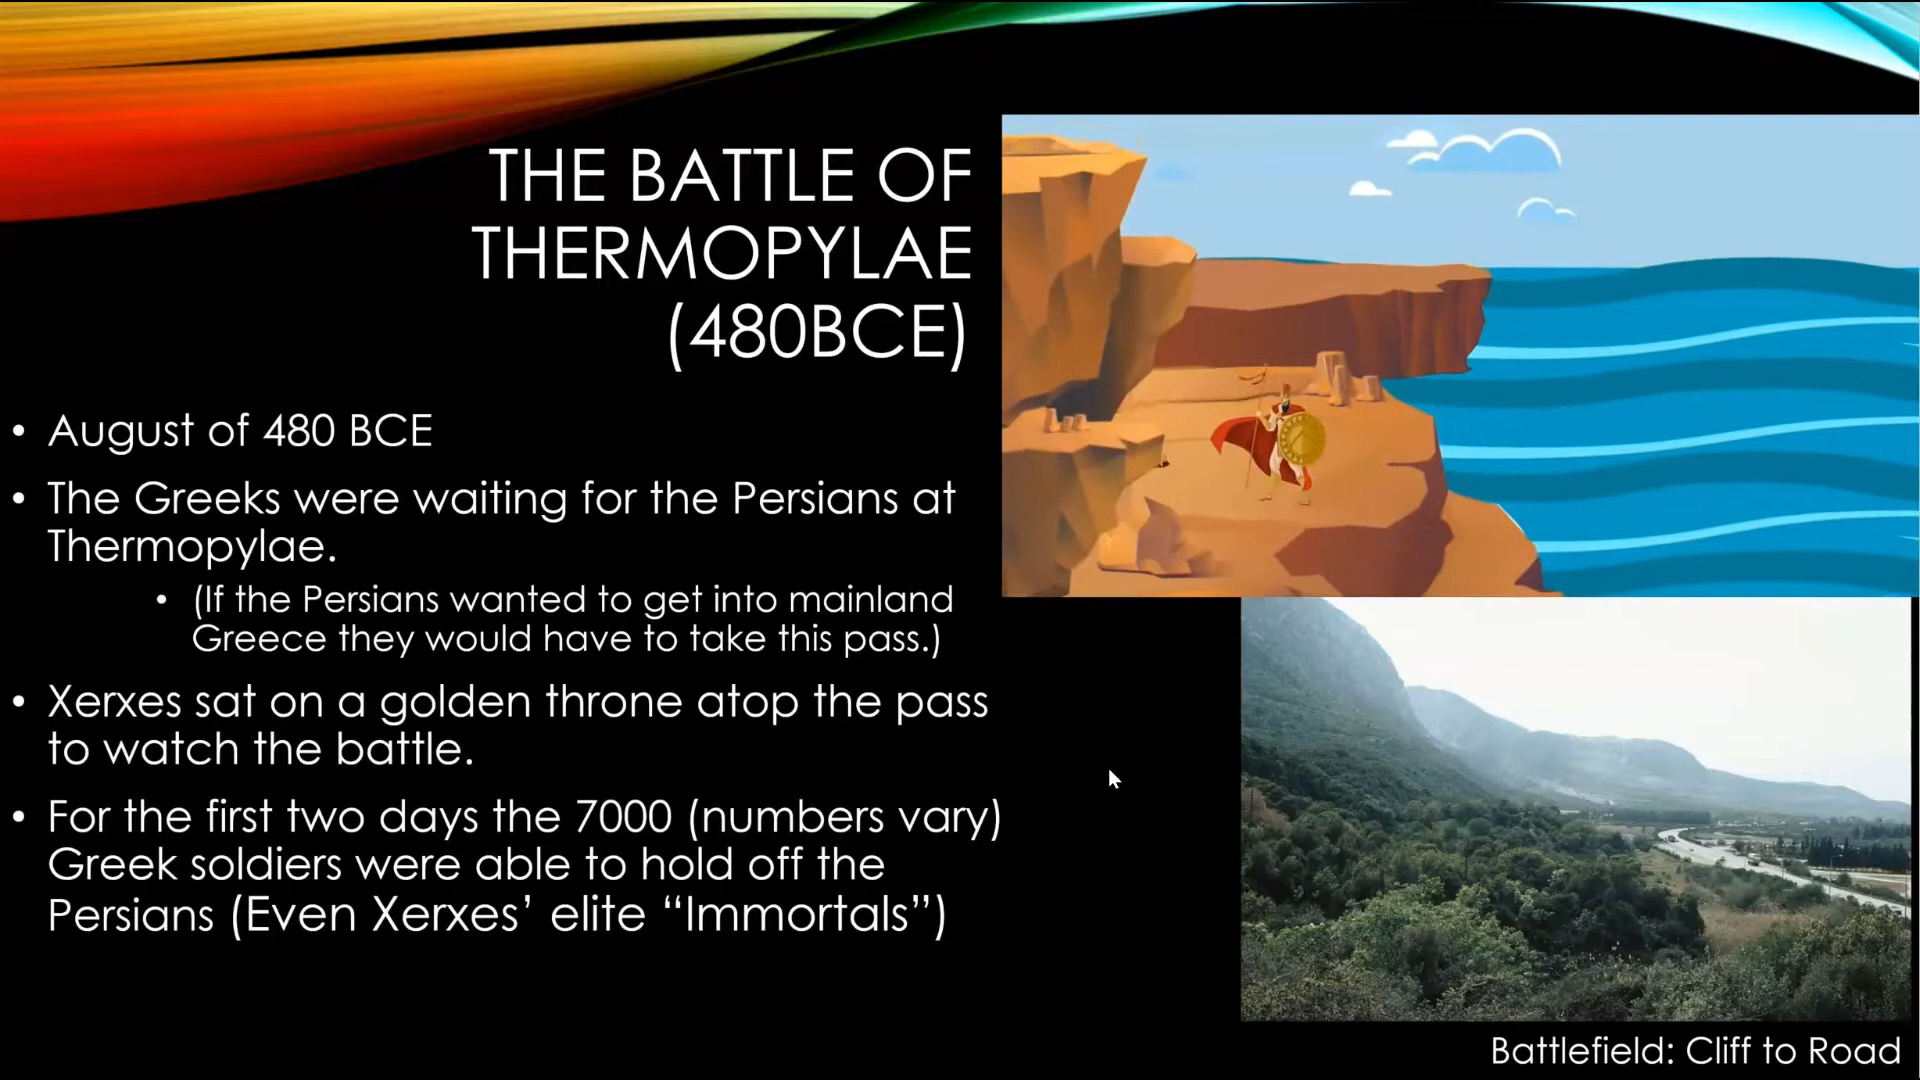 THE BATTLE OF
THERMOPYLAE
(480BCE)
• August of 480 BCE
• The Greeks were waiting for the Persians at
Thermopylae.
• (If the Persians wanted to get into mainland
Greece they would have to take this pass.)
• Xerxes sat on a golden throne atop the pass
to watch the battle.
• For the first two days the 7000 (numbers vary)
Greek soldiers were able to hold off the
Persians (Even Xerxes’ elite “Immortals”)
Battlefield: Cliff to Road